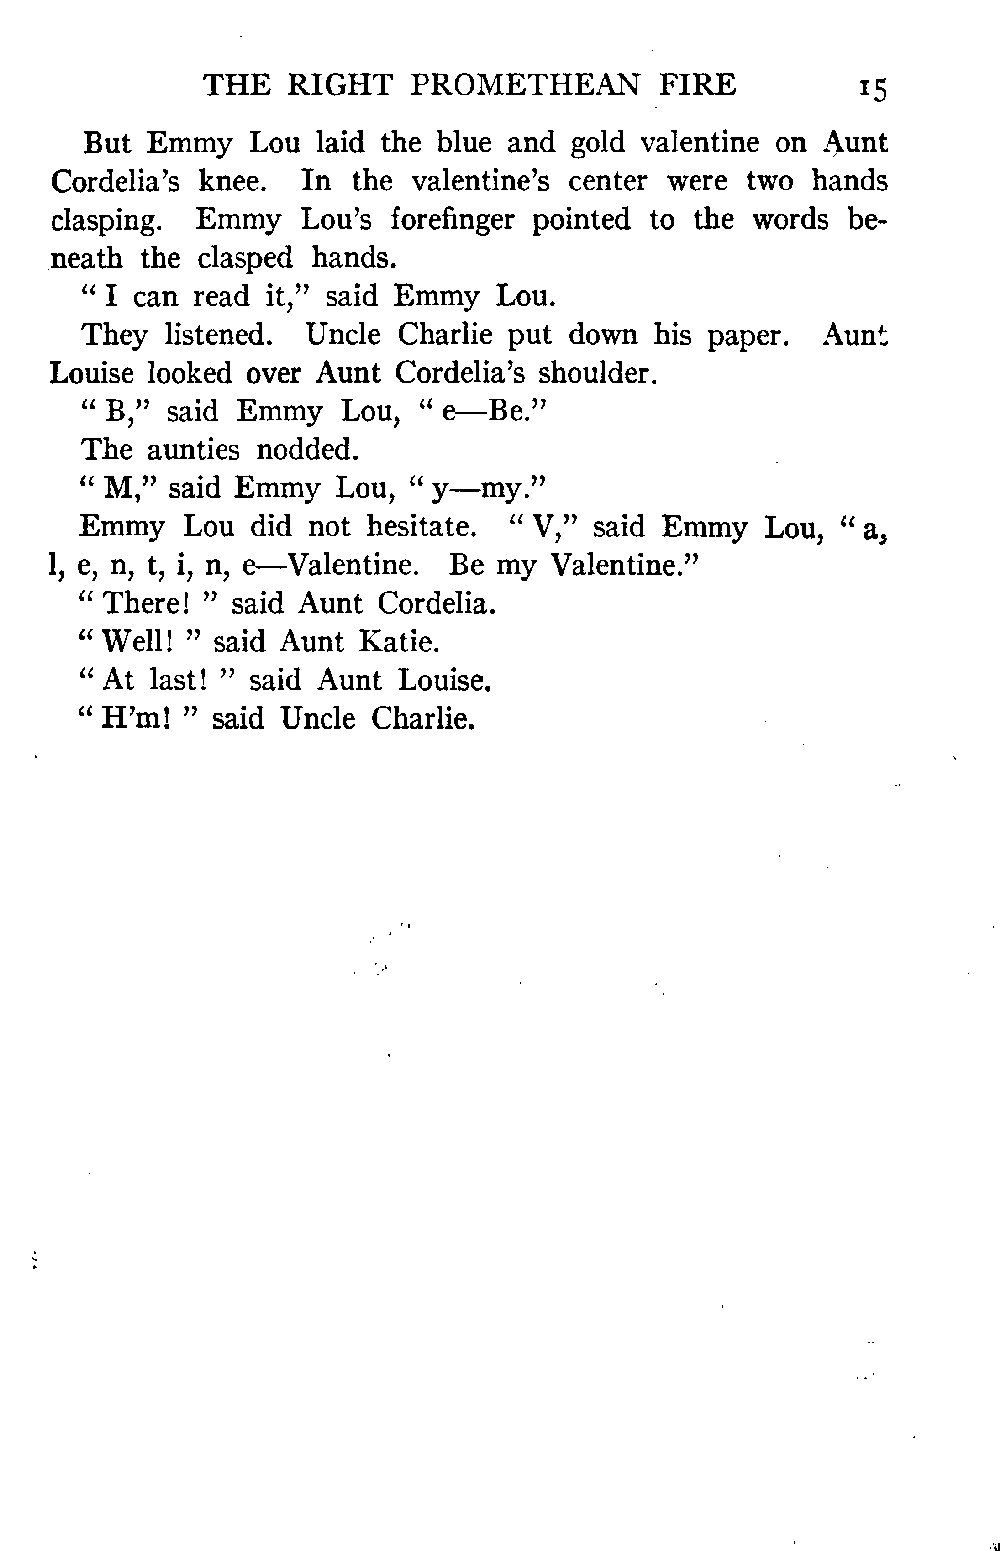 THE RIGHT PROMETHEAN FIRE 15
But Emmy Lou laid the blue and gold valentine on Aunt
Cordelia's knee. In the valentine's center were two hands
clasping. Emmy Lou's forefinger pointed to the words be-
neath the clasped hands.
" I can read it," said Emmy Lou.
They listened. Uncle Charlie put down his paper. Aunt
Louise looked over Aunt Cordelia's shoulder.
" B," said Emmy Lou, " e—Be."
The aunties nodded.
" M," said Emmy Lou, " y—my."
Emmy Lou did not hesitate. " V," said Emmy Lou, " a,
l, e, n, t, i, n, e—Valentine. Be my Valentine."
" There! " said Aunt Cordelia.
" Well! " said Aunt Katie.
" At last! " said Aunt Louise.
" H'm! " said Uncle Charlie.